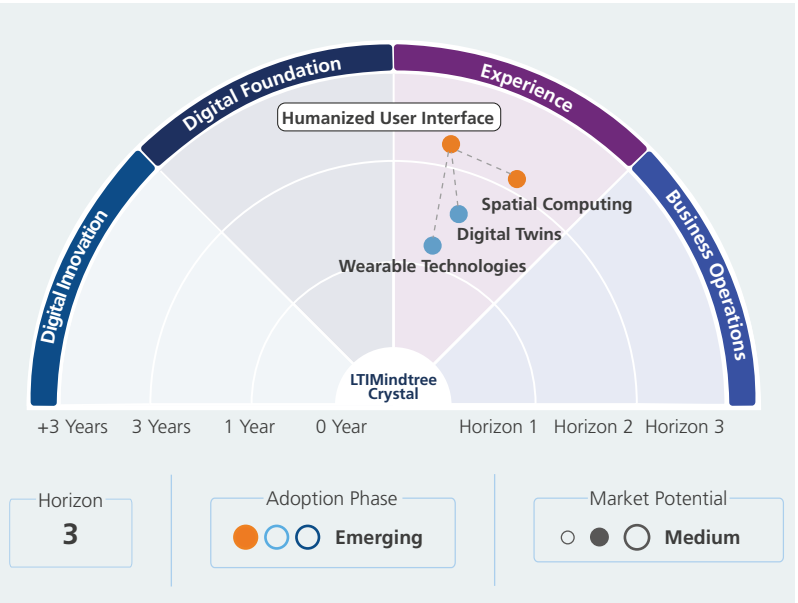 Digital Foundation
Experience
Digital Innovation
Business Operations
Humanized User Interface
Spatial Computing
Digital Twins
Wearable Technologies
LTIMindtree
Crystal
+3 Years 3 Years 1 Year 0 Year Horizon 1 Horizon 2 Horizon 3
Horizon
3
Adoption Phase
Emerging
Market Potential
Medium